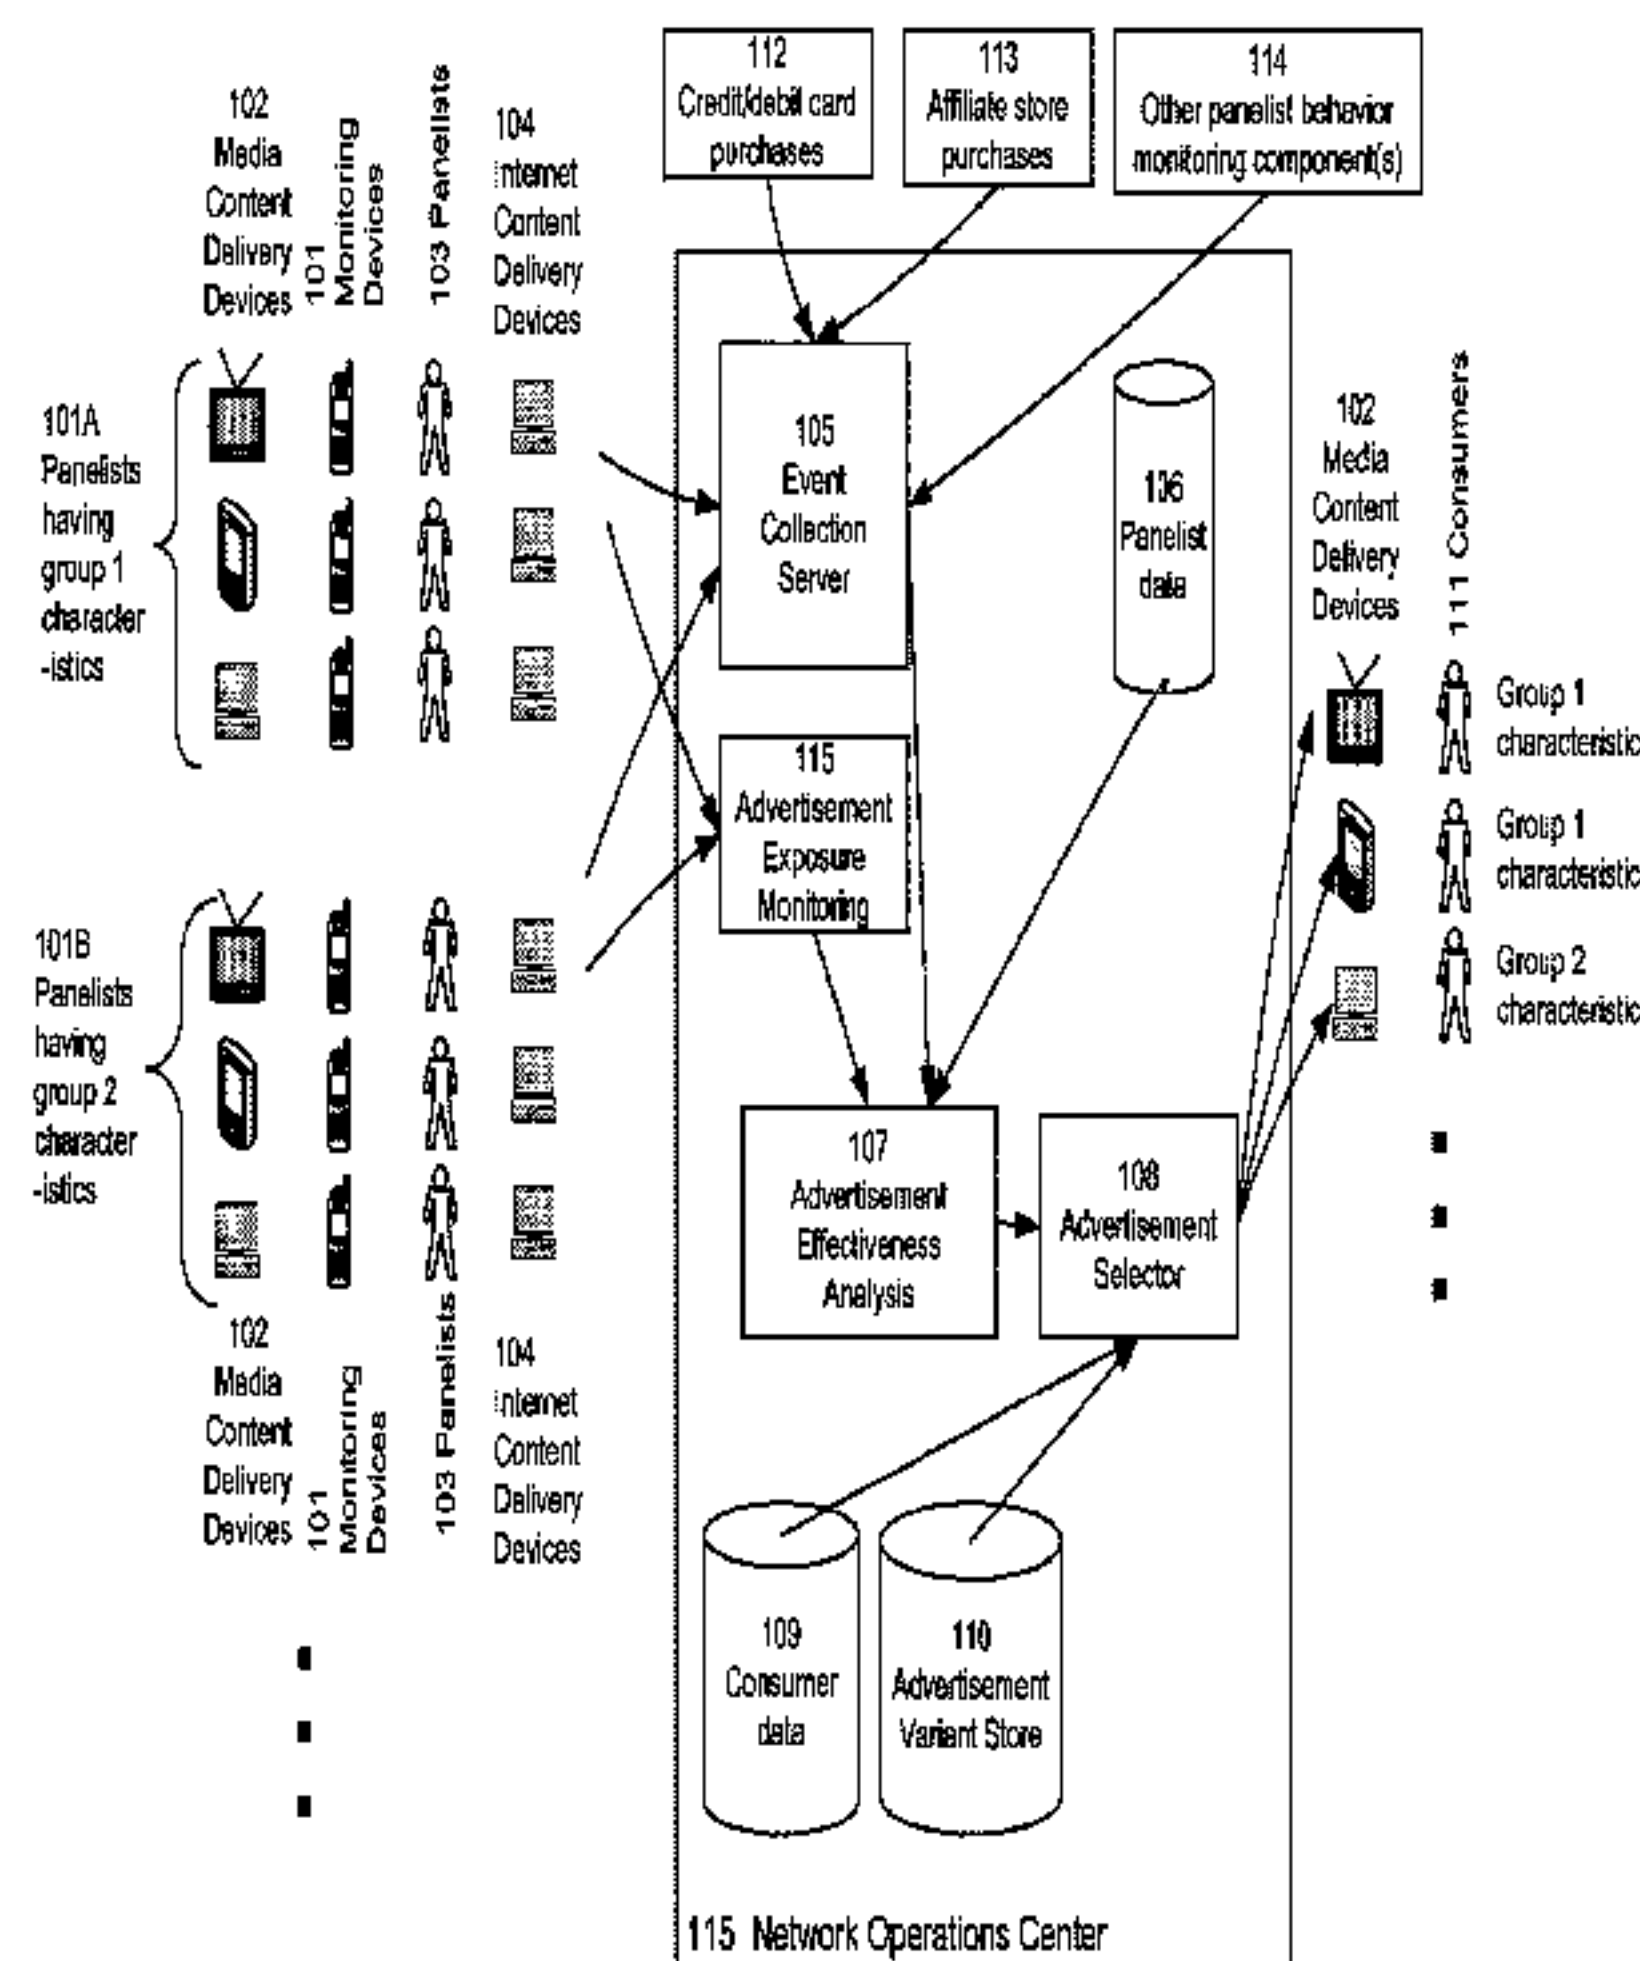 112
Credit/debit card
purchases
113
Affiliate store
purchases
114
Other panelist behavior
monitoring component(s)
102
Media
Content
Delivery
Devices
101
Monitoring
Devices
103 Panelists
104
Internet
Content
Delivery
Devices
101A
Panelists
having
group 1
character
-istics
105
Event
Collection
Server
106
Panelist
data
102
Media
Content
Delivery
Devices
111 Consumers
Group 1
characteristic
Group 1
characteristic
Group 2
characteristic
115
Advertisement
Exposure
Monitoring
101B
Panelists
having
group 2
character
-istics
107
Advertisement
Effectiveness
Analysis
108
Advertisement
Selector
102
Media
Content
Delivery
Devices
101
Monitoring
Devices
103 Panelists
104
Internet
Content
Delivery
Devices
109
Consumer
data
110
Advertisement
Variant Store
115 Network Operations Center